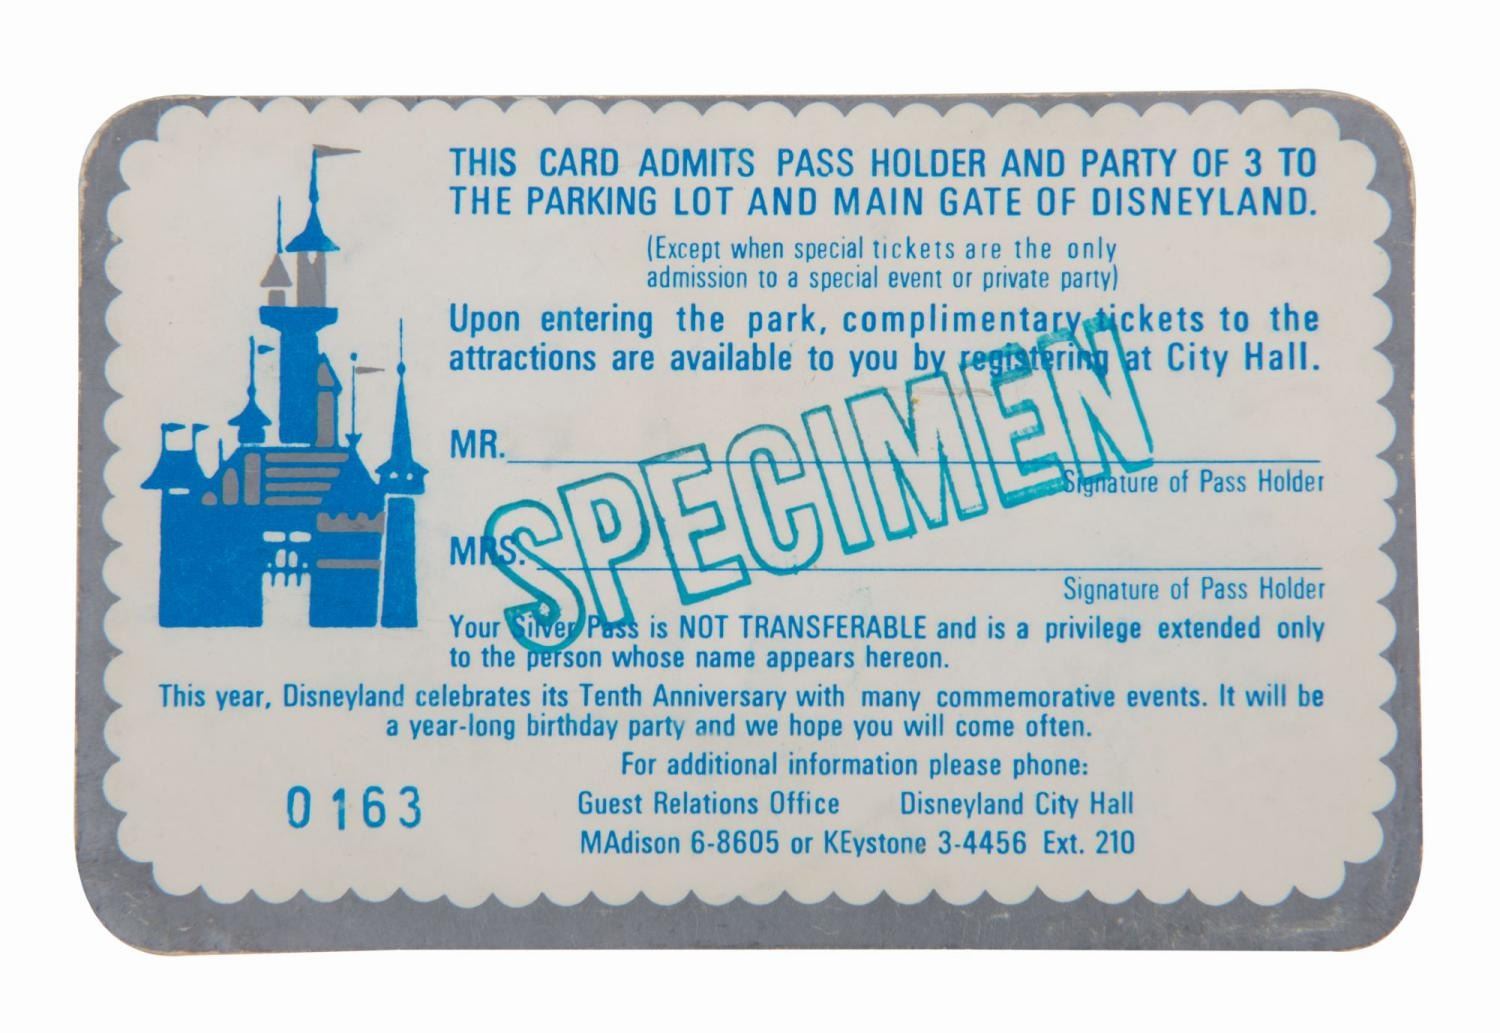 THIS CARD ADMITS PASS HOLDER AND PARTY OF 3 TO
THE PARKING LOT AND MAIN GATE OF DISNEYLAND.
(Except when special tickets are the only
admission to a special event or private party)
Upon entering the park, complimentary tickets to the
attractions are available to you by registering at City Hall.
MR.
Signature of Pass Holder
SPECIMEN
MRS.
Signature of Pass Holder
Your Silver Pass is NOT TRANSFERABLE and is a privilege extended only
to the person whose name appears hereon.
This year, Disneyland celebrates its Tenth Anniversary with many commemorative events. It will be
a year-long birthday party and we hope you will come often.
For additional information please phone:
0163
Guest Relations Office Disneyland City Hall
MAdison 6-8605 or KEystone 3-4456 Ext. 210